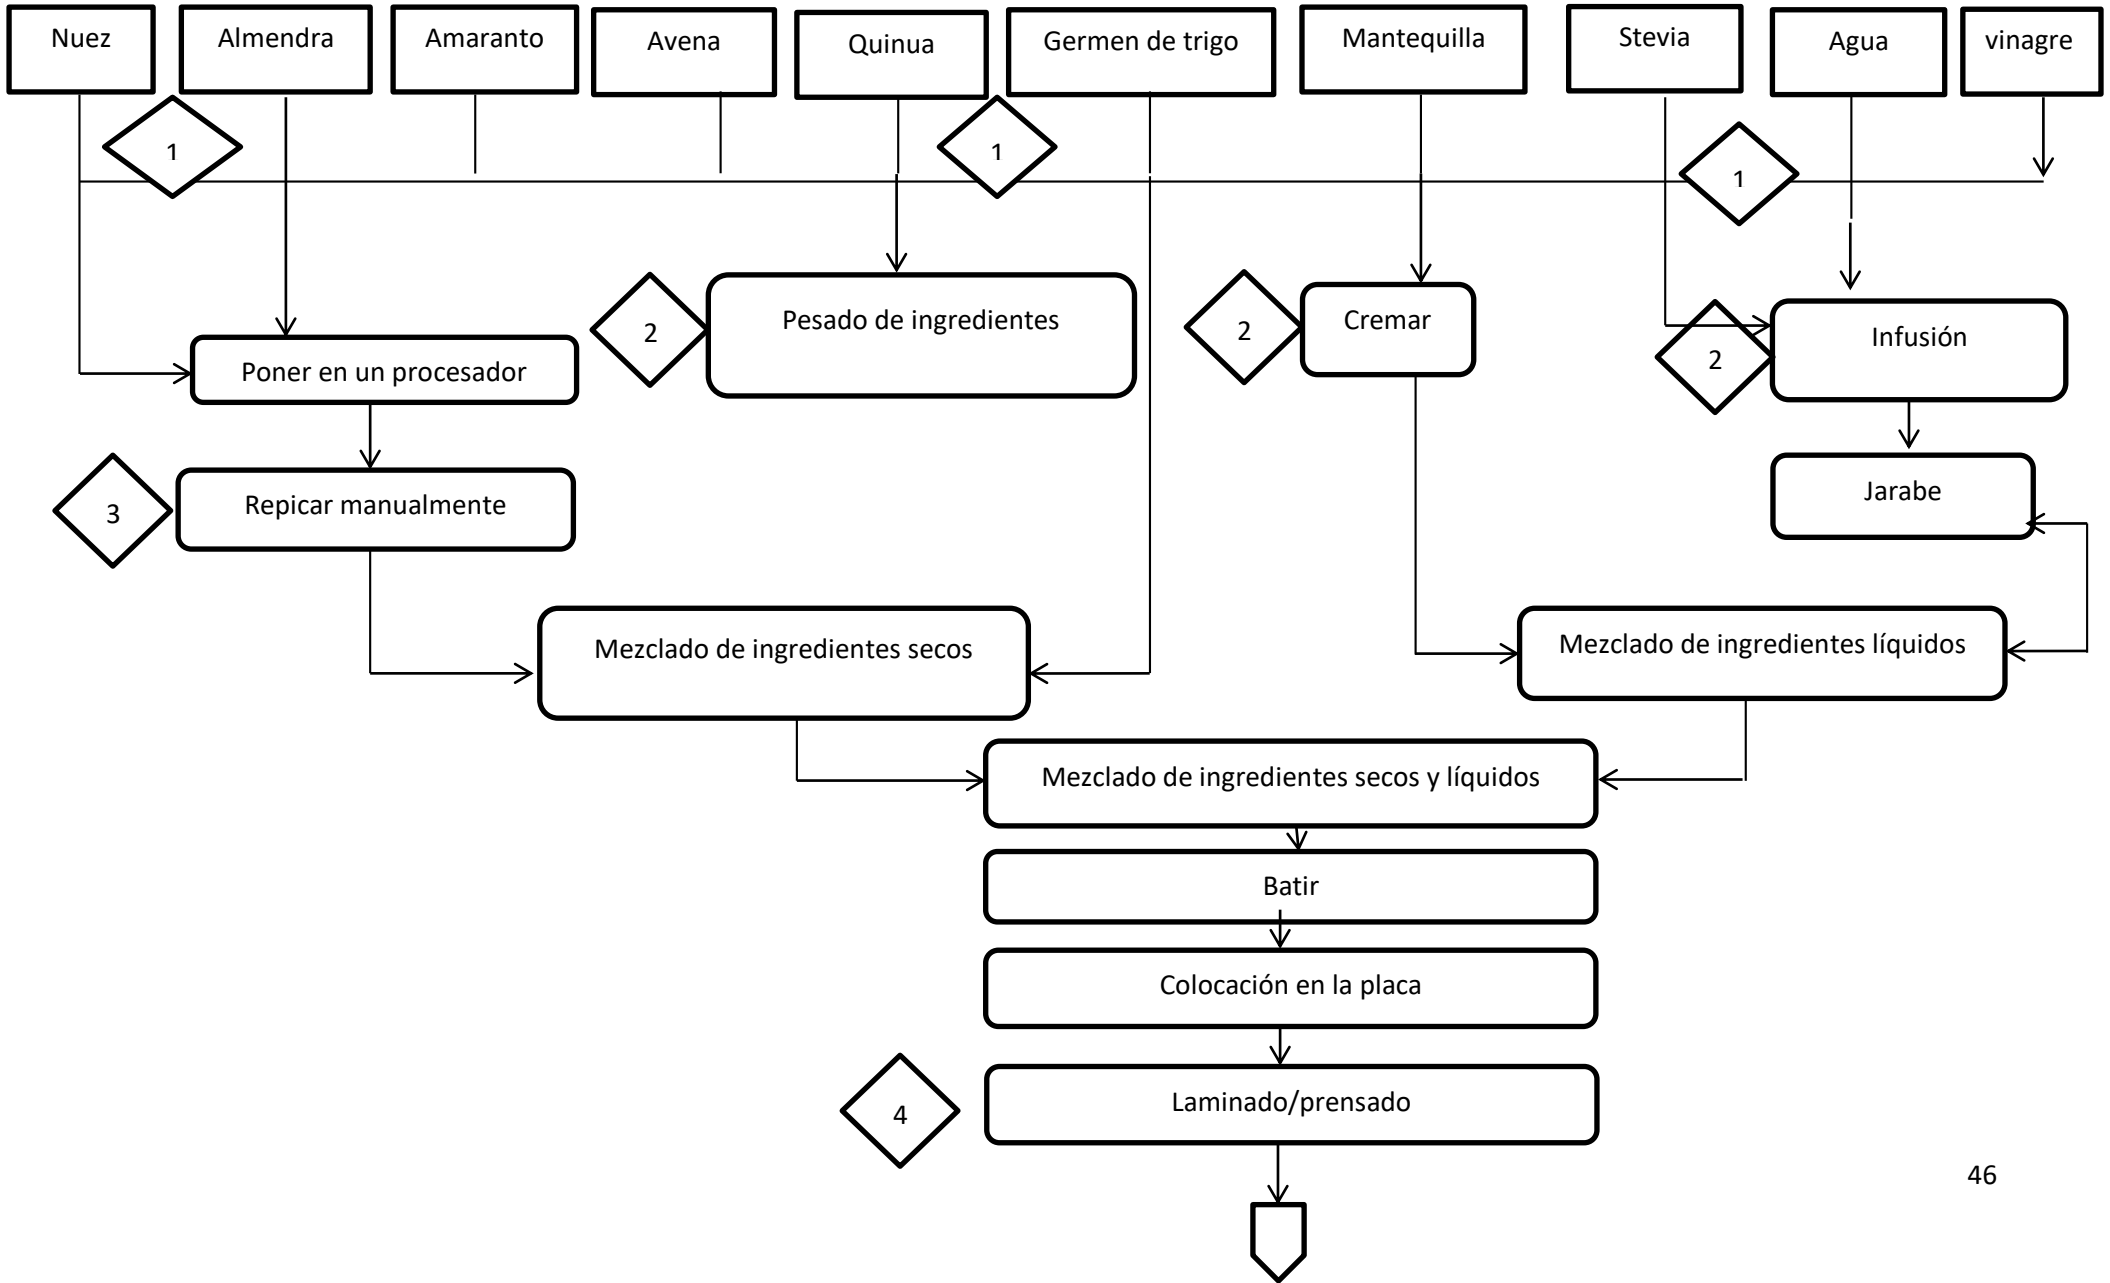 Nuez
Almendra
Amaranto
Avena
Quinua
Germen de trigo
Mantequilla
Stevia
Agua
vinagre
1
1
1
2
Pesado de ingredientes
2
Cremar
2
Infusión
Poner en un procesador
3
Repicar manualmente
Jarabe
Mezclado de ingredientes secos
Mezclado de ingredientes líquidos
Mezclado de ingredientes secos y líquidos
Batir
Colocación en la placa
4
Laminado/prensado
46